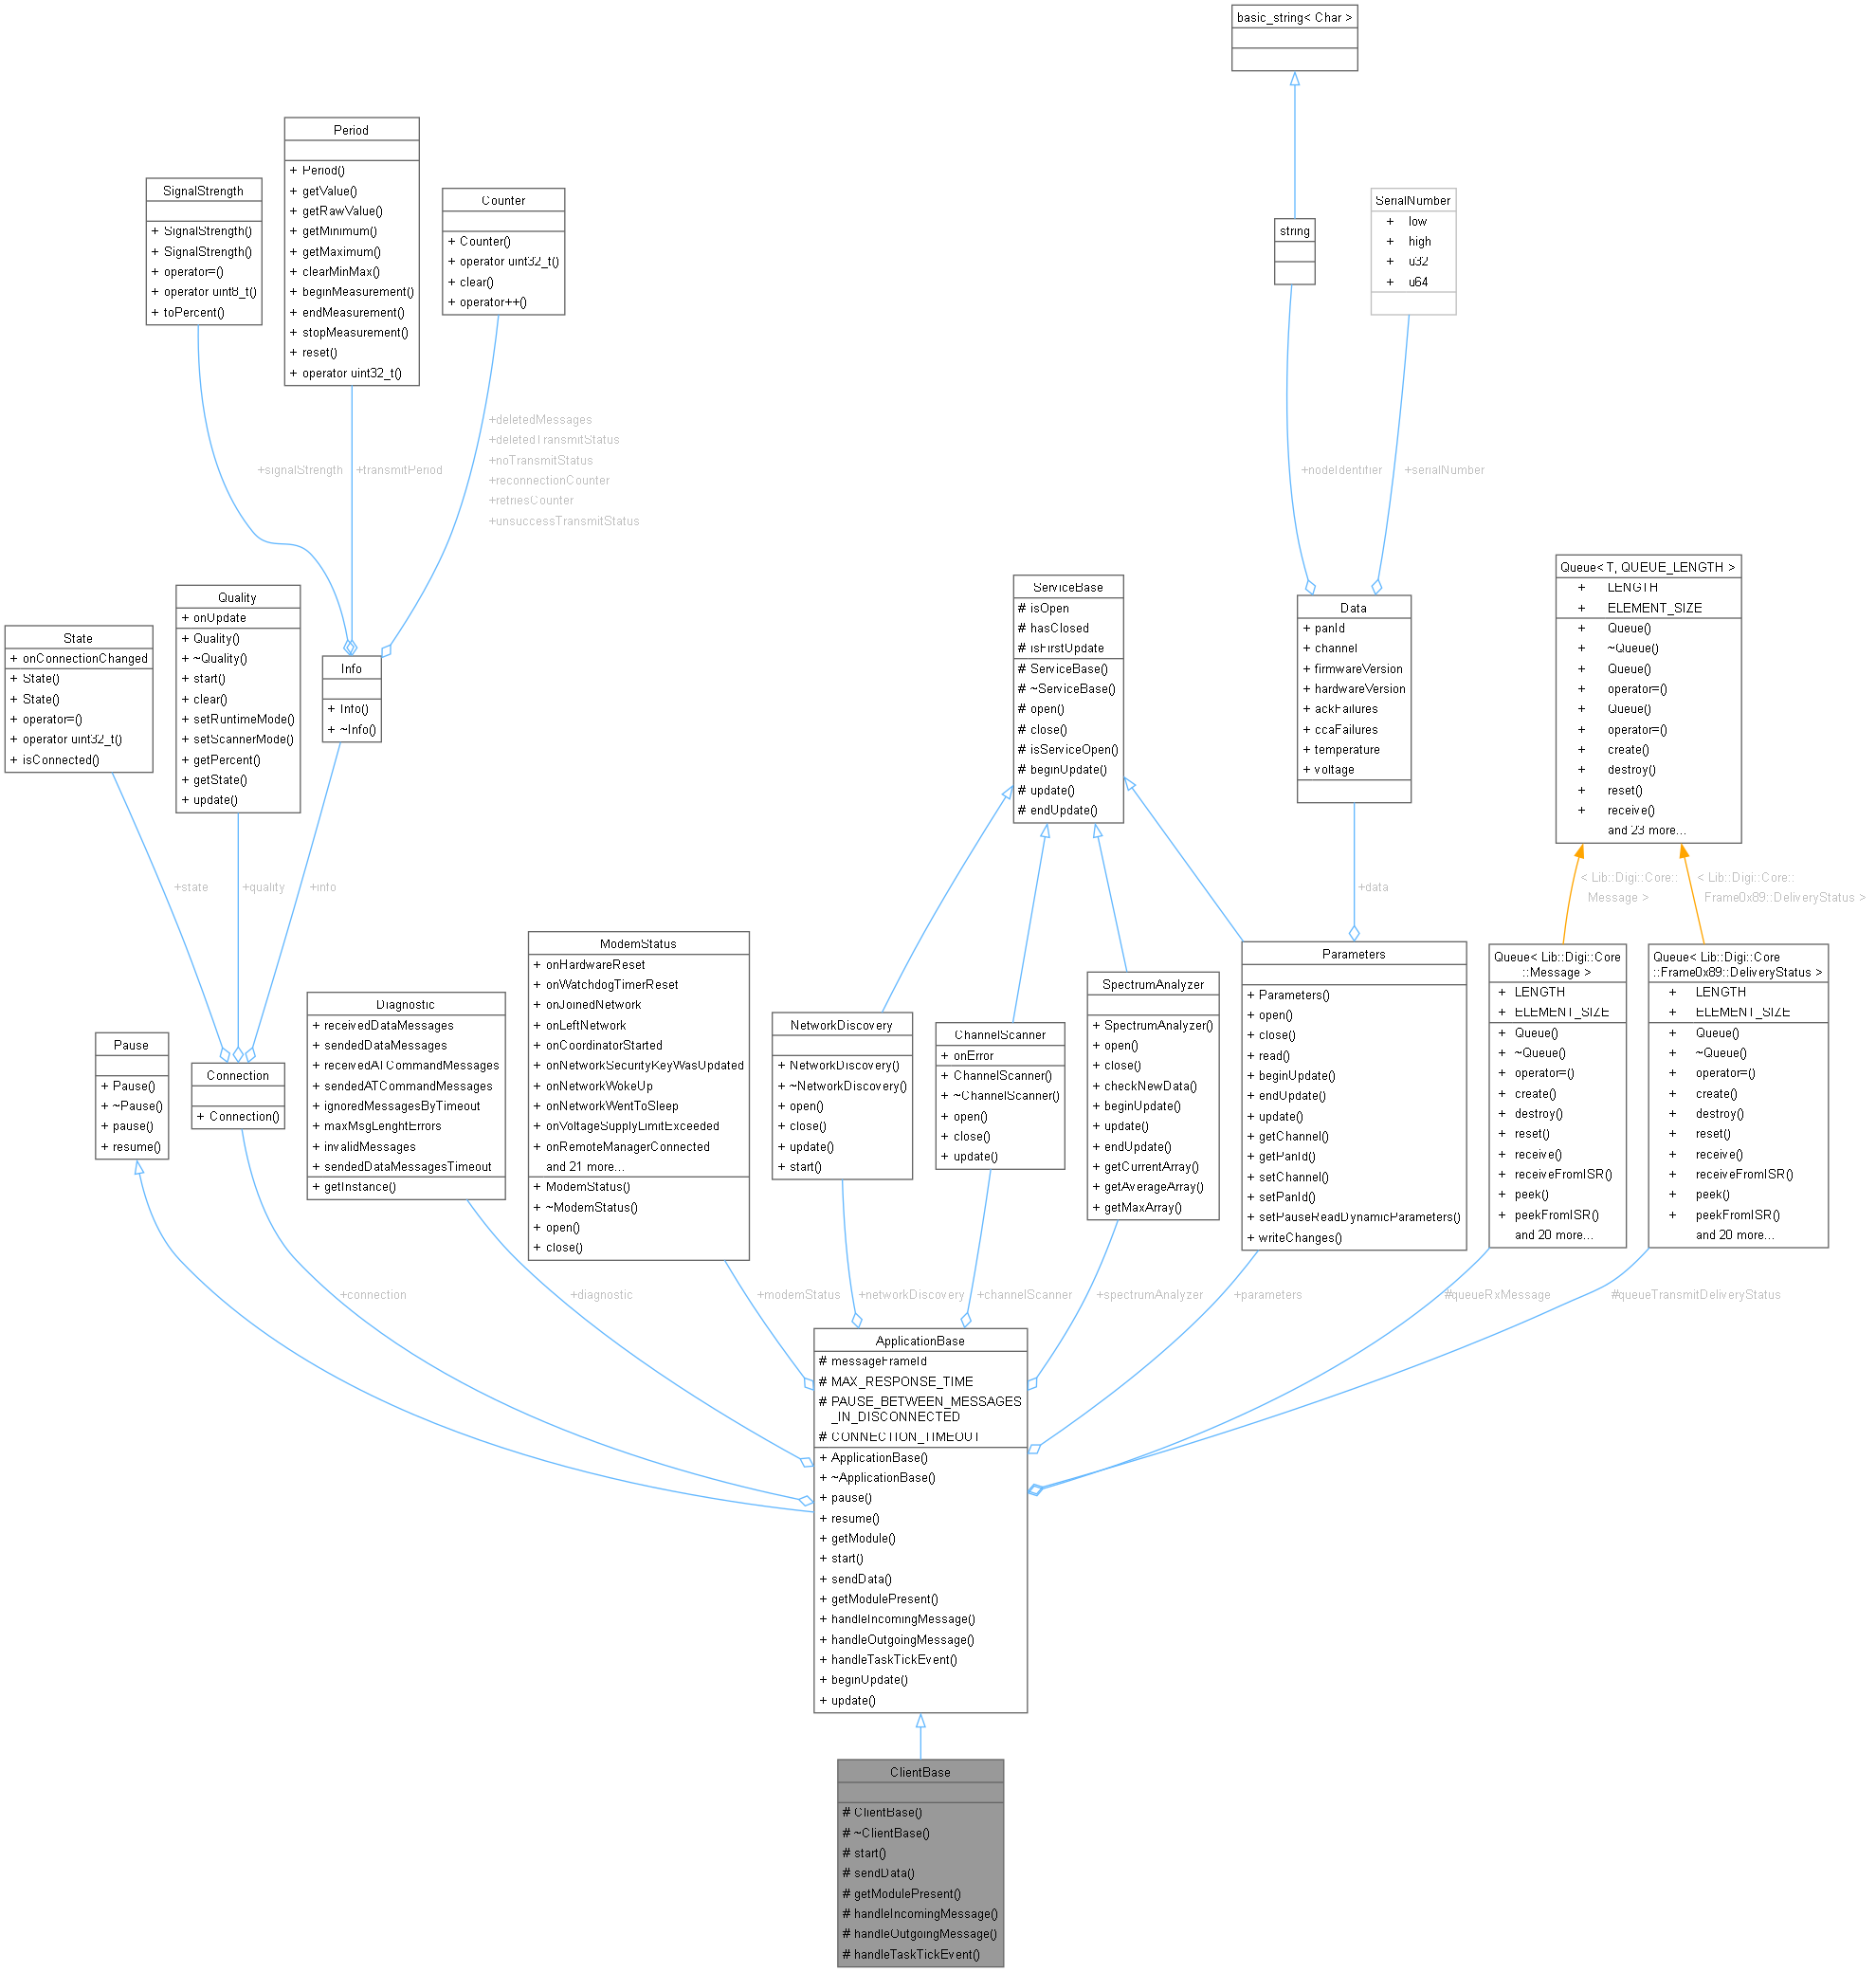 basic_string< Char >
Period
+ Period()
+ getValue()
+ getRawValue()
+ getMinimum()
+ getMaximum()
+ clearMinMax()
+ beginMeasurement()
+ endMeasurement()
+ stopMeasurement()
+ reset()
+ operator uint32_t()
SignalStrength
+ SignalStrength()
+ SignalStrength()
+ operator=()
+ operator uint8_t()
+ toPercent()
Counter
+ Counter()
+ operator uint32_t()
+ clear()
+ operator++()
string
SerialNumber
+ low
+ high
+ u32
+ u64
+signalStrength
+transmitPeriod
+deletedMessages
+deletedTransmitStatus
+noTransmitStatus
+reconnectionCounter
+retriesCounter
+unsuccessTransmitStatus
+nodeIdentifier
+serialNumber
State
+ onConnectionChanged
+ State()
+ State()
+ operator=()
+ operator uint32_t()
+ isConnected()
Quality
+ onUpdate
+ Quality()
+ ~Quality()
+ start()
+ clear()
+ setRuntimeMode()
+ setScannerMode()
+ getPercent()
+ getState()
+ update()
Info
+ Info()
+ ~Info()
ServiceBase
# isOpen
# hasClosed
# isFirstUpdate
# ServiceBase()
# ~ServiceBase()
# open()
# close()
# isServiceOpen()
# beginUpdate()
# update()
# endUpdate()
Data
+ panId
+ channel
+ firmwareVersion
+ hardwareVersion
+ ackFailures
+ ccaFailures
+ temperature
+ voltage
Queue< T, QUEUE_LENGTH >
+ LENGTH
+ ELEMENT_SIZE
+ Queue()
+ ~Queue()
+ Queue()
+ operator=()
+ Queue()
+ operator=()
+ create()
+ destroy()
+ reset()
+ receive()
and 23 more...
+state
+quality
+info
+data
< Lib::Digi::Core::
Message >
< Lib::Digi::Core::
Frame0x89::DeliveryStatus >
Pause
+ Pause()
+ ~Pause()
+ pause()
+ resume()
Connection
+ Connection()
Diagnostic
+ receivedDataMessages
+ sendedDataMessages
+ receivedATCommandMessages
+ sendedATCommandMessages
+ ignoredMessagesByTimeout
+ maxMsgLenghtErrors
+ invalidMessages
+ sendedDataMessagesTimeout
+ getInstance()
ModemStatus
+ onHardwareReset
+ onWatchdogTimerReset
+ onJoinedNetwork
+ onLeftNetwork
+ onCoordinatorStarted
+ onNetworkSecurityKeyWasUpdated
+ onNetworkWokeUp
+ onNetworkWentToSleep
+ onVoltageSupplyLimitExceeded
+ onRemoteManagerConnected
and 21 more...
+ ModemStatus()
+ ~ModemStatus()
+ open()
+ close()
NetworkDiscovery
+ NetworkDiscovery()
+ ~NetworkDiscovery()
+ open()
+ close()
+ update()
+ start()
ChannelScanner
+ onError
+ ChannelScanner()
+ ~ChannelScanner()
+ open()
+ close()
+ update()
SpectrumAnalyzer
+ SpectrumAnalyzer()
+ open()
+ close()
+ checkNewData()
+ beginUpdate()
+ update()
+ endUpdate()
+ getCurrentArray()
+ getAverageArray()
+ getMaxArray()
Parameters
+ Parameters()
+ open()
+ close()
+ read()
+ beginUpdate()
+ endUpdate()
+ update()
+ getChannel()
+ getPanId()
+ setChannel()
+ setPanId()
+ setPauseReadDynamicParameters()
+ writeChanges()
Queue< Lib::Digi::Core
::Message >
+ LENGTH
+ ELEMENT_SIZE
+ Queue()
+ ~Queue()
+ operator=()
+ create()
+ destroy()
+ reset()
+ receive()
+ receiveFromISR()
+ peek()
+ peekFromISR()
and 20 more...
Queue< Lib::Digi::Core
::Frame0x89::DeliveryStatus >
+ LENGTH
+ ELEMENT_SIZE
+ Queue()
+ ~Queue()
+ operator=()
+ create()
+ destroy()
+ reset()
+ receive()
+ receiveFromISR()
+ peek()
+ peekFromISR()
and 20 more...
+connection
+diagnostic
+modemStatus
+networkDiscovery
+channelScanner
+spectrumAnalyzer
+parameters
#queueRxMessage
#queueTransmitDeliveryStatus
ApplicationBase
# messageFrameId
# MAX_RESPONSE_TIME
# PAUSE_BETWEEN_MESSAGES
_IN_DISCONNECTED
# CONNECTION_TIMEOUT
+ ApplicationBase()
+ ~ApplicationBase()
+ pause()
+ resume()
+ getModule()
+ start()
+ sendData()
+ getModulePresent()
+ handleIncomingMessage()
+ handleOutgoingMessage()
+ handleTaskTickEvent()
+ beginUpdate()
+ update()
ClientBase
# ClientBase()
# ~ClientBase()
# start()
# sendData()
# getModulePresent()
# handleIncomingMessage()
# handleOutgoingMessage()
# handleTaskTickEvent()